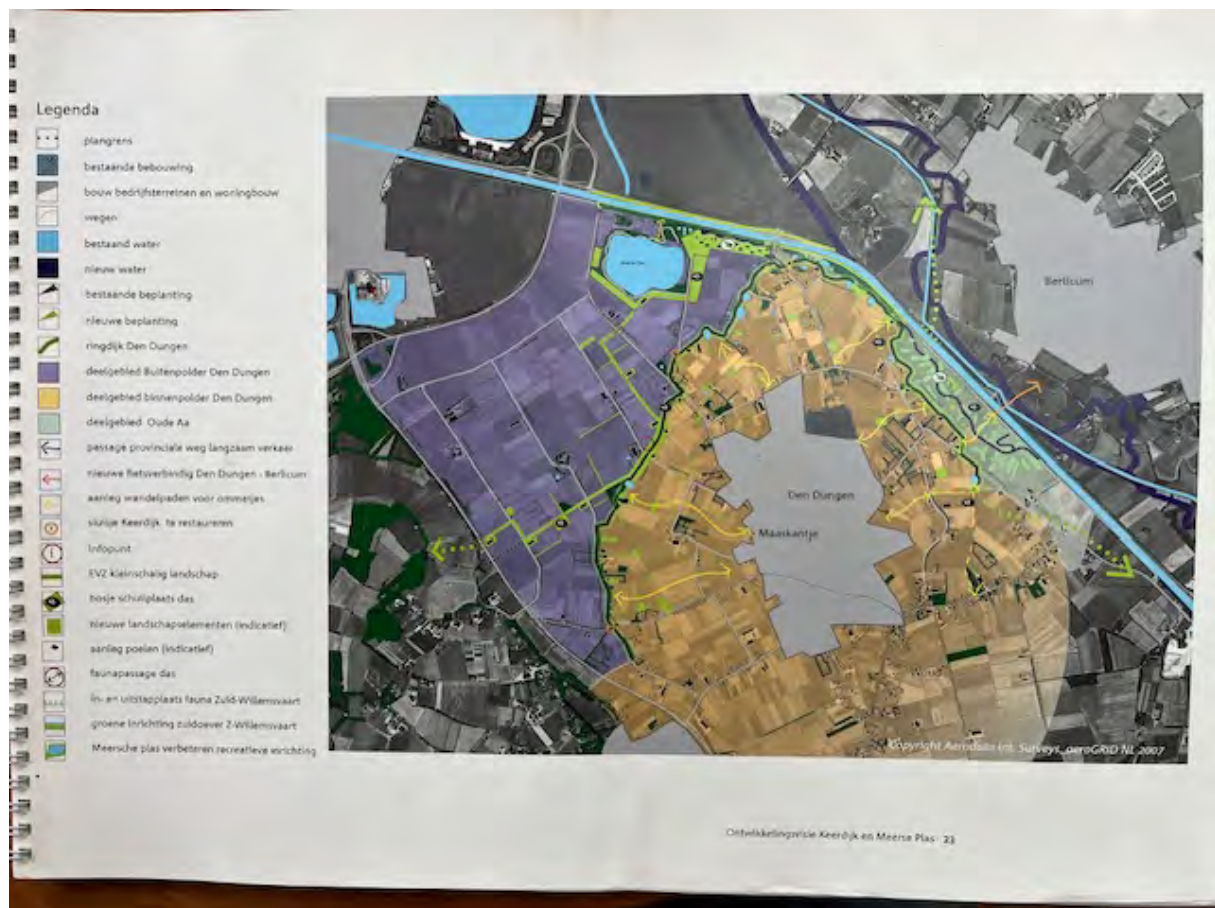 Legenda
plangrens
bestaande bebouwing
bouw bedrijfsterreinen en woningbouw
wegen
bestaand water
nieuw water
bestaande beplanting
nieuwe beplanting
ringdijk Den Dungen
deelgebied Buitenpolder Den Dungen
deelgebied binnenpolder Den Dungen
deelgebied Oude Aa
passage provinciale weg langzaam verkeer
nieuwe fietsverbindig Den Dungen - Berlicum
aanleg wandelpaden voor ommetjes
sluisje Keerdijk te restaureren
Infopunt
EVZ kleinschalig landschap
bosje schuilplaats das
nieuwe landschapselementen (indicatief)
aanleg poelen (indicatief)
faunapassage das
in- en uitstapplaats fauna Zuid-Willemsvaart
groene inrichting zuidoever Z-Willemsvaart
Meersche plas verbeteren recreatieve inrichting
Berlicum
Den Dungen
Maaskantje
Copyright Aerodata Int. Surveys, aeroGRID NL 2007
Ontwikkelingsvisie Keerdijk en Meerse Plas 33